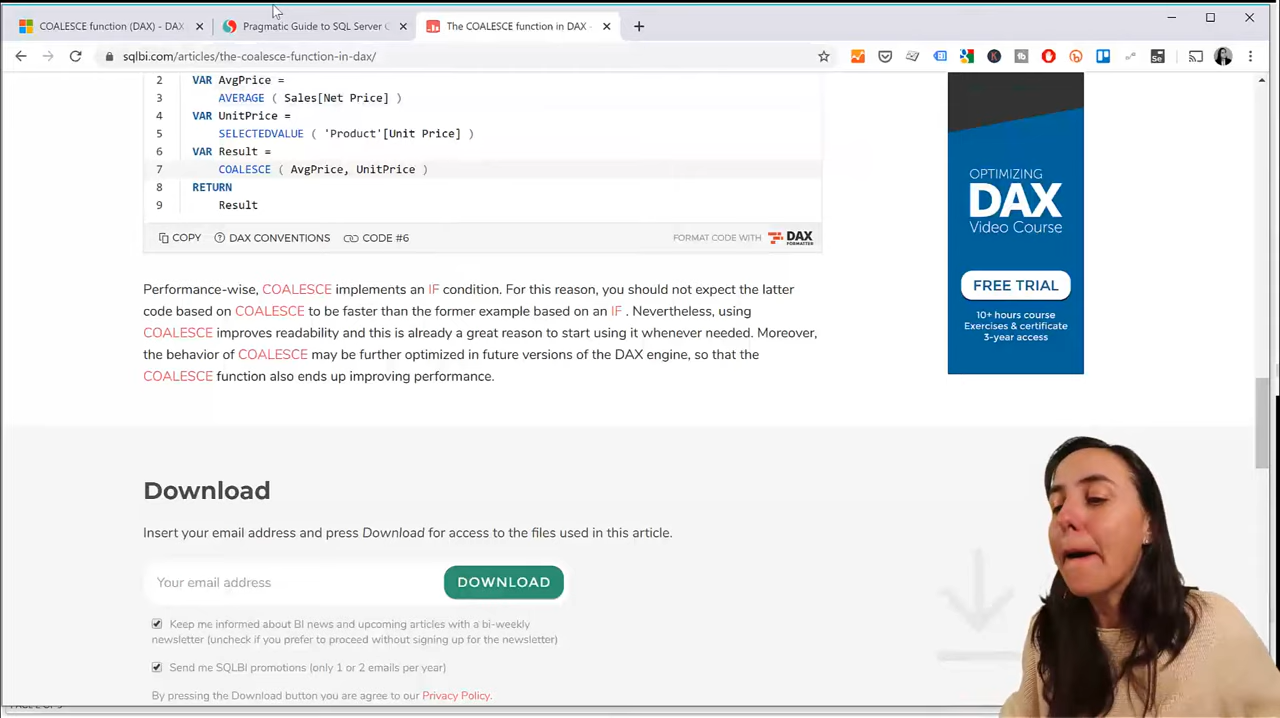 COALESCE function (DAX) - DAX
Pragmatic Guide to SQL Server C
The COALESCE function in DAX -
sqlbi.com/articles/the-coalesce-function-in-dax/
2 VAR AvgPrice =
3 AVERAGE ( Sales[Net Price] )
4 VAR UnitPrice =
5 SELECTEDVALUE ( 'Product'[Unit Price] )
6 VAR Result =
7 COALESCE ( AvgPrice, UnitPrice )
8 RETURN
9 Result
COPY DAX CONVENTIONS CODE #6 FORMAT CODE WITH DAX FORMATTER
Performance-wise, COALESCE implements an IF condition. For this reason, you should not expect the latter
code based on COALESCE to be faster than the former example based on an IF . Nevertheless, using
COALESCE improves readability and this is already a great reason to start using it whenever needed. Moreover,
the behavior of COALESCE may be further optimized in future versions of the DAX engine, so that the
COALESCE function also ends up improving performance.
OPTIMIZING
DAX
Video Course
FREE TRIAL
10+ hours course
Exercises & certificate
3-year access
Download
Insert your email address and press Download for access to the files used in this article.
Your email address DOWNLOAD
Keep me informed about BI news and upcoming articles with a bi-weekly
newsletter (uncheck if you prefer to proceed without signing up for the newsletter)
Send me SQLBI promotions (only 1 or 2 emails per year)
By pressing the Download button you are agree to our Privacy Policy.